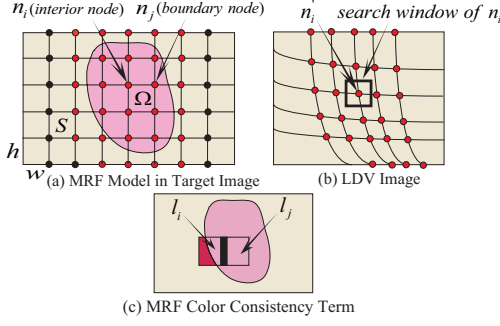 n_i (interior node) n_j (boundary node)
Ω
S
h
w
(a) MRF Model in Target Image
n_i' search window of n_i'
(b) LDV Image
l_i l_j
(c) MRF Color Consistency Term